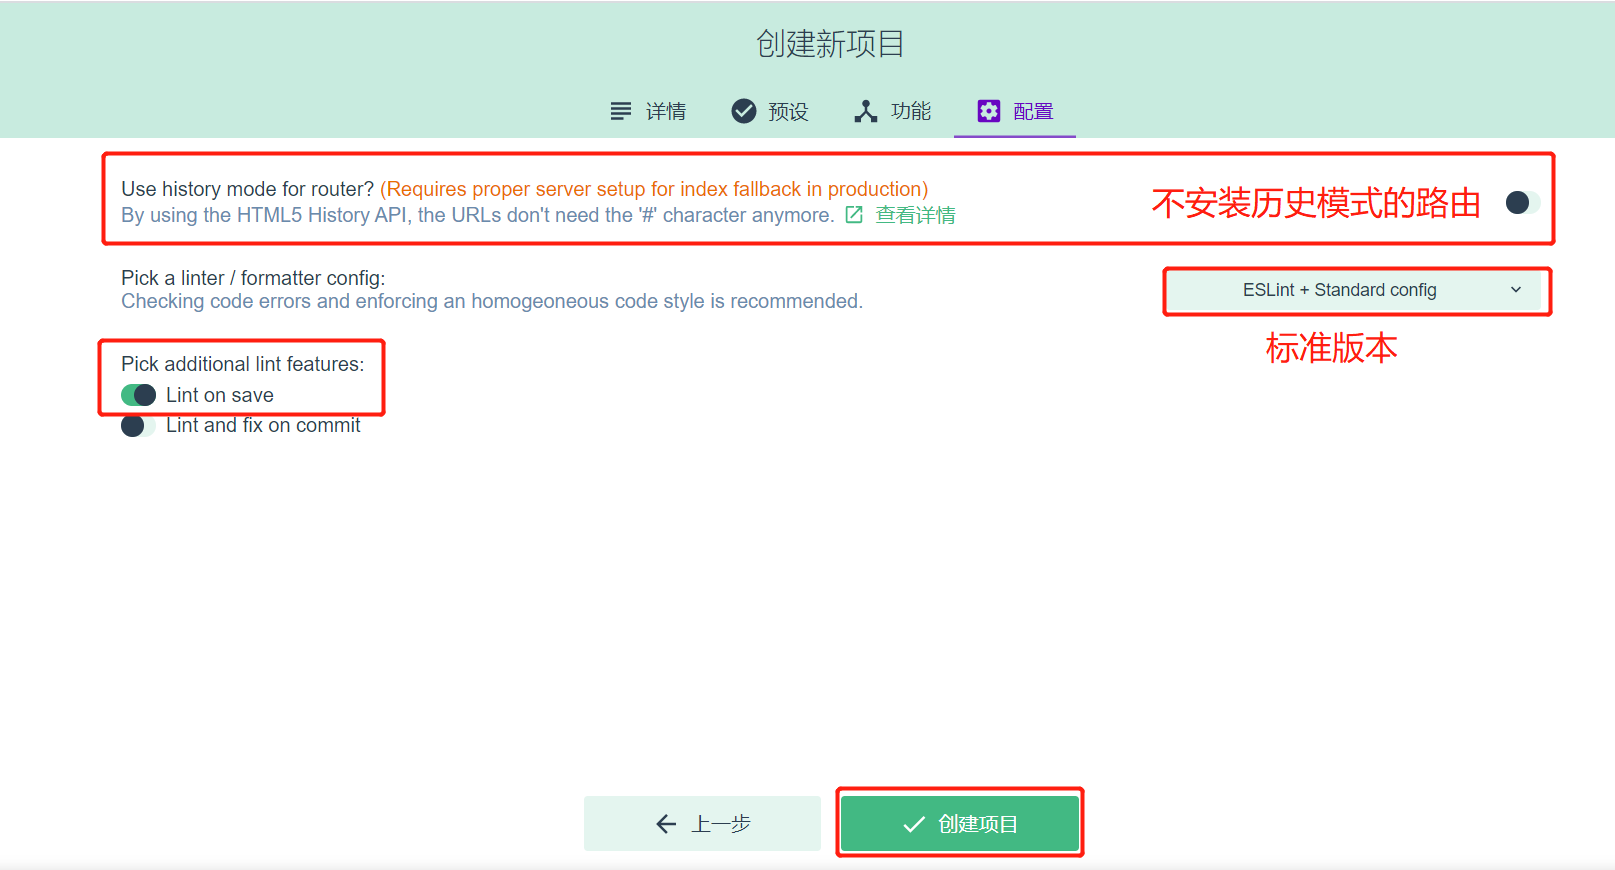 创建新项目
详情
预设
功能
配置
Use history mode for router? (Requires proper server setup for index fallback in production)
By using the HTML5 History API, the URLs don't need the '#' character anymore. 查看详情
不安装历史模式的路由
Pick a linter / formatter config:
Checking code errors and enforcing an homogeoneous code style is recommended.
ESLint + Standard config
标准版本
Pick additional lint features:
Lint on save
Lint and fix on commit
上一步
创建项目